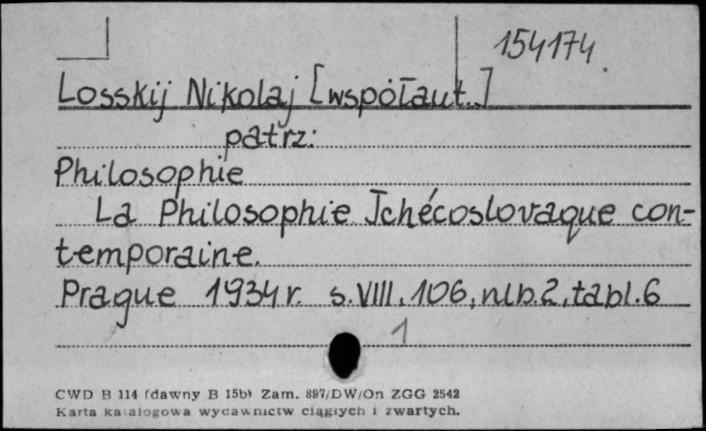 154174
Losskij Nikolaj [współaut.]
patrz:
Philosophie
La Philosophie Tchécoslovaque con-
temporaine.
Prague 1934 r. s. VIII, 106, nlb. 2, tabl. 6
1
CWD B 114 (dawny B 15b) Zam. 897/DW/On ZGG 2542
Karta katalogowa wydawnictw ciągłych i zwartych.